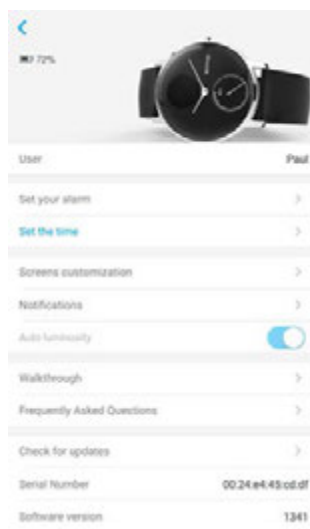 72%
User Paul
Set your alarm
Set the time
Screens customization
Notifications
Auto luminosity
Walkthrough
Frequently Asked Questions
Check for updates
Serial Number 00:24:e4:45:cd:df
Software version 1341